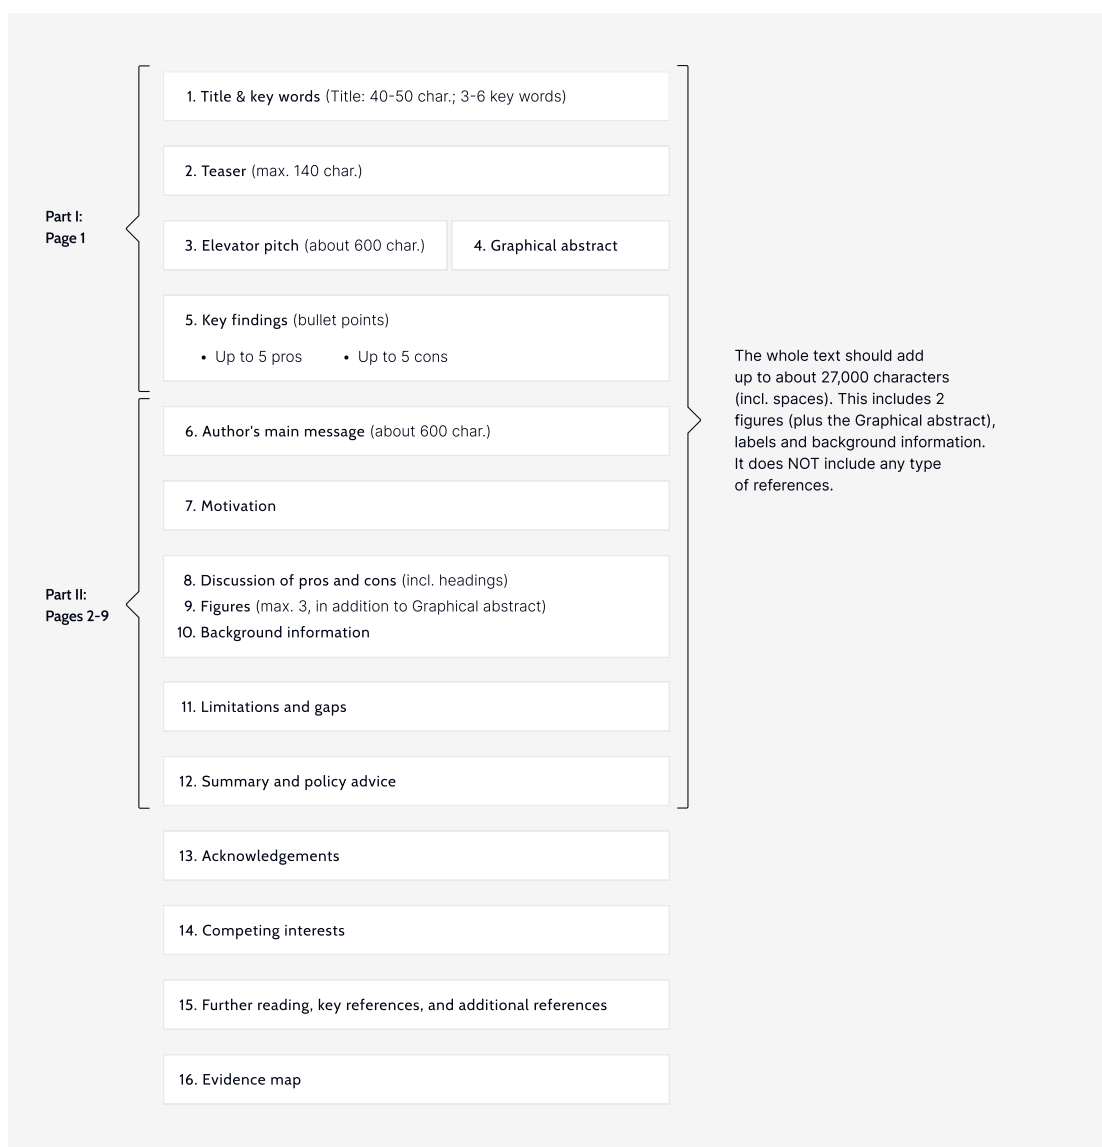 1. Title & key words (Title: 40-50 char.; 3-6 key words)
2. Teaser (max. 140 char.)
Part I:
Page 1
3. Elevator pitch (about 600 char.)
4. Graphical abstract
5. Key findings (bullet points)
• Up to 5 pros
• Up to 5 cons
The whole text should add
up to about 27,000 characters
(incl. spaces). This includes 2
figures (plus the Graphical abstract),
labels and background information.
It does NOT include any type
of references.
6. Author's main message (about 600 char.)
7. Motivation
Part II:
Pages 2-9
8. Discussion of pros and cons (incl. headings)
9. Figures (max. 3, in addition to Graphical abstract)
10. Background information
11. Limitations and gaps
12. Summary and policy advice
13. Acknowledgements
14. Competing interests
15. Further reading, key references, and additional references
16. Evidence map